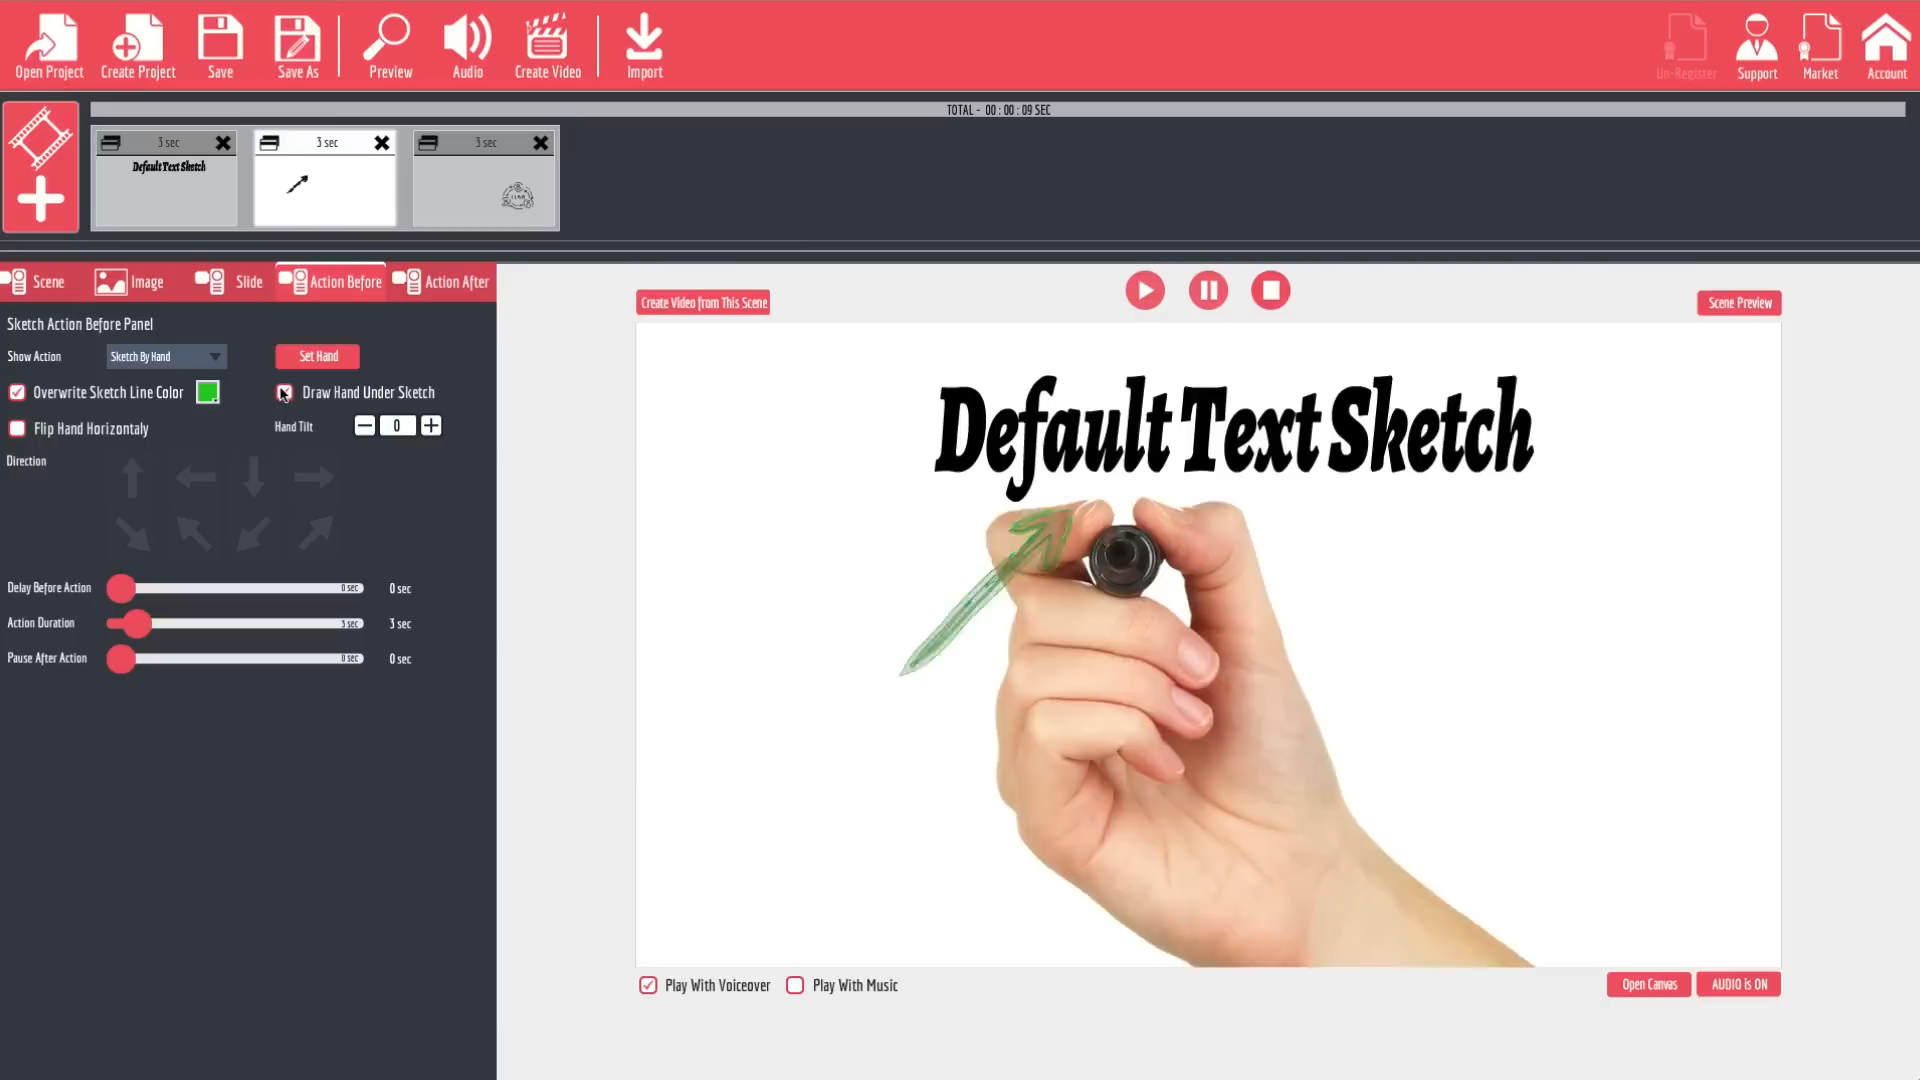 Open Project Create Project Save Save As Preview Audio Create Video Import Un-Register Support Market Account
TOTAL - 00 : 00 : 09 SEC
3 sec 3 sec 3 sec
Default Text Sketch
Scene Image Slide Action Before Action After
Create Video from This Scene Scene Preview
Sketch Action Before Panel
Show Action Sketch By Hand Set Hand
Overwrite Sketch Line Color Draw Hand Under Sketch
Flip Hand Horizontaly Hand Tilt 0
Direction
Delay Before Action 0 sec 0 sec
Action Duration 3 sec 3 sec
Pause After Action 0 sec 0 sec
Default Text Sketch
Play With Voiceover Play With Music Open Canvas AUDIO is ON